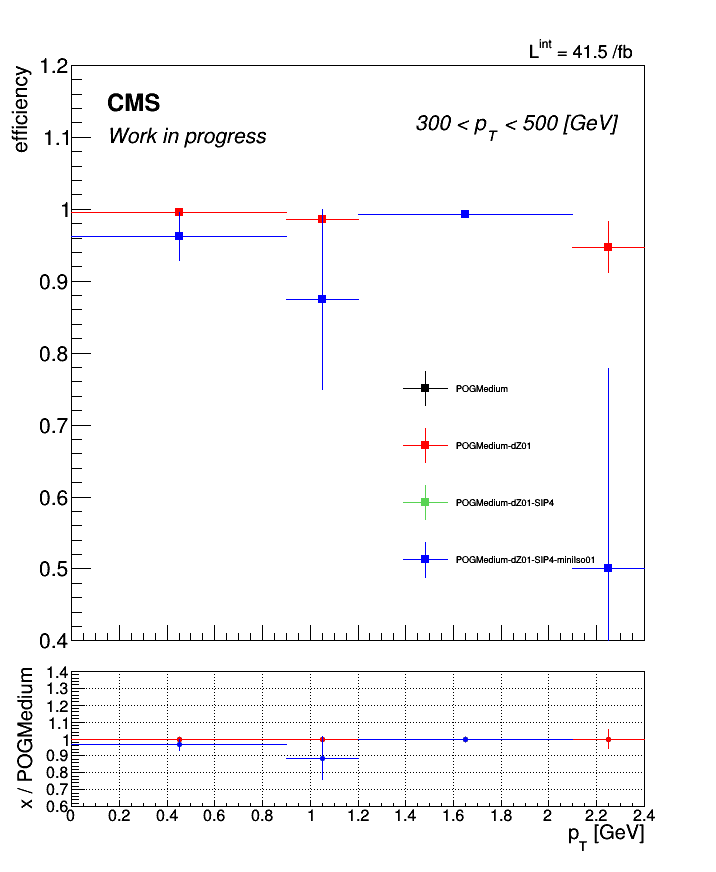 L^int = 41.5 /fb
efficiency
CMS
Work in progress
300 < p_T < 500 [GeV]
1.2
1.1
1
0.9
0.8
0.7
0.6
0.5
0.4
POGMedium
POGMedium-dZ01
POGMedium-dZ01-SIP4
POGMedium-dZ01-SIP4-miniIso01
x / POGMedium
1.4
1.3
1.2
1.1
1
0.9
0.8
0.7
0.6
0 0.2 0.4 0.6 0.8 1 1.2 1.4 1.6 1.8 2 2.2 2.4
p_T [GeV]